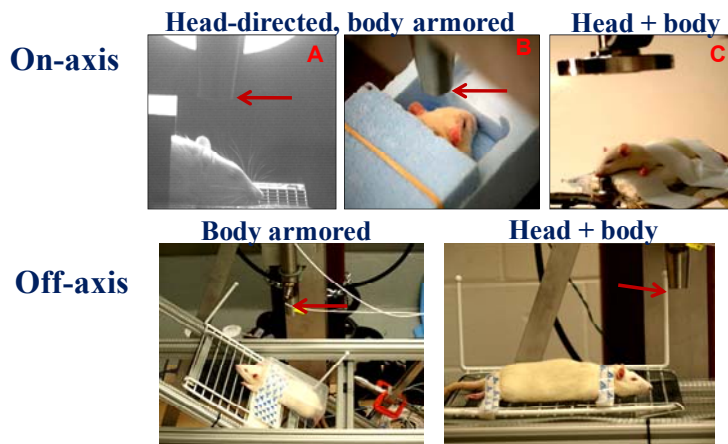 Head-directed, body armored
Head + body
On-axis
A
B
C
Body armored
Head + body
Off-axis